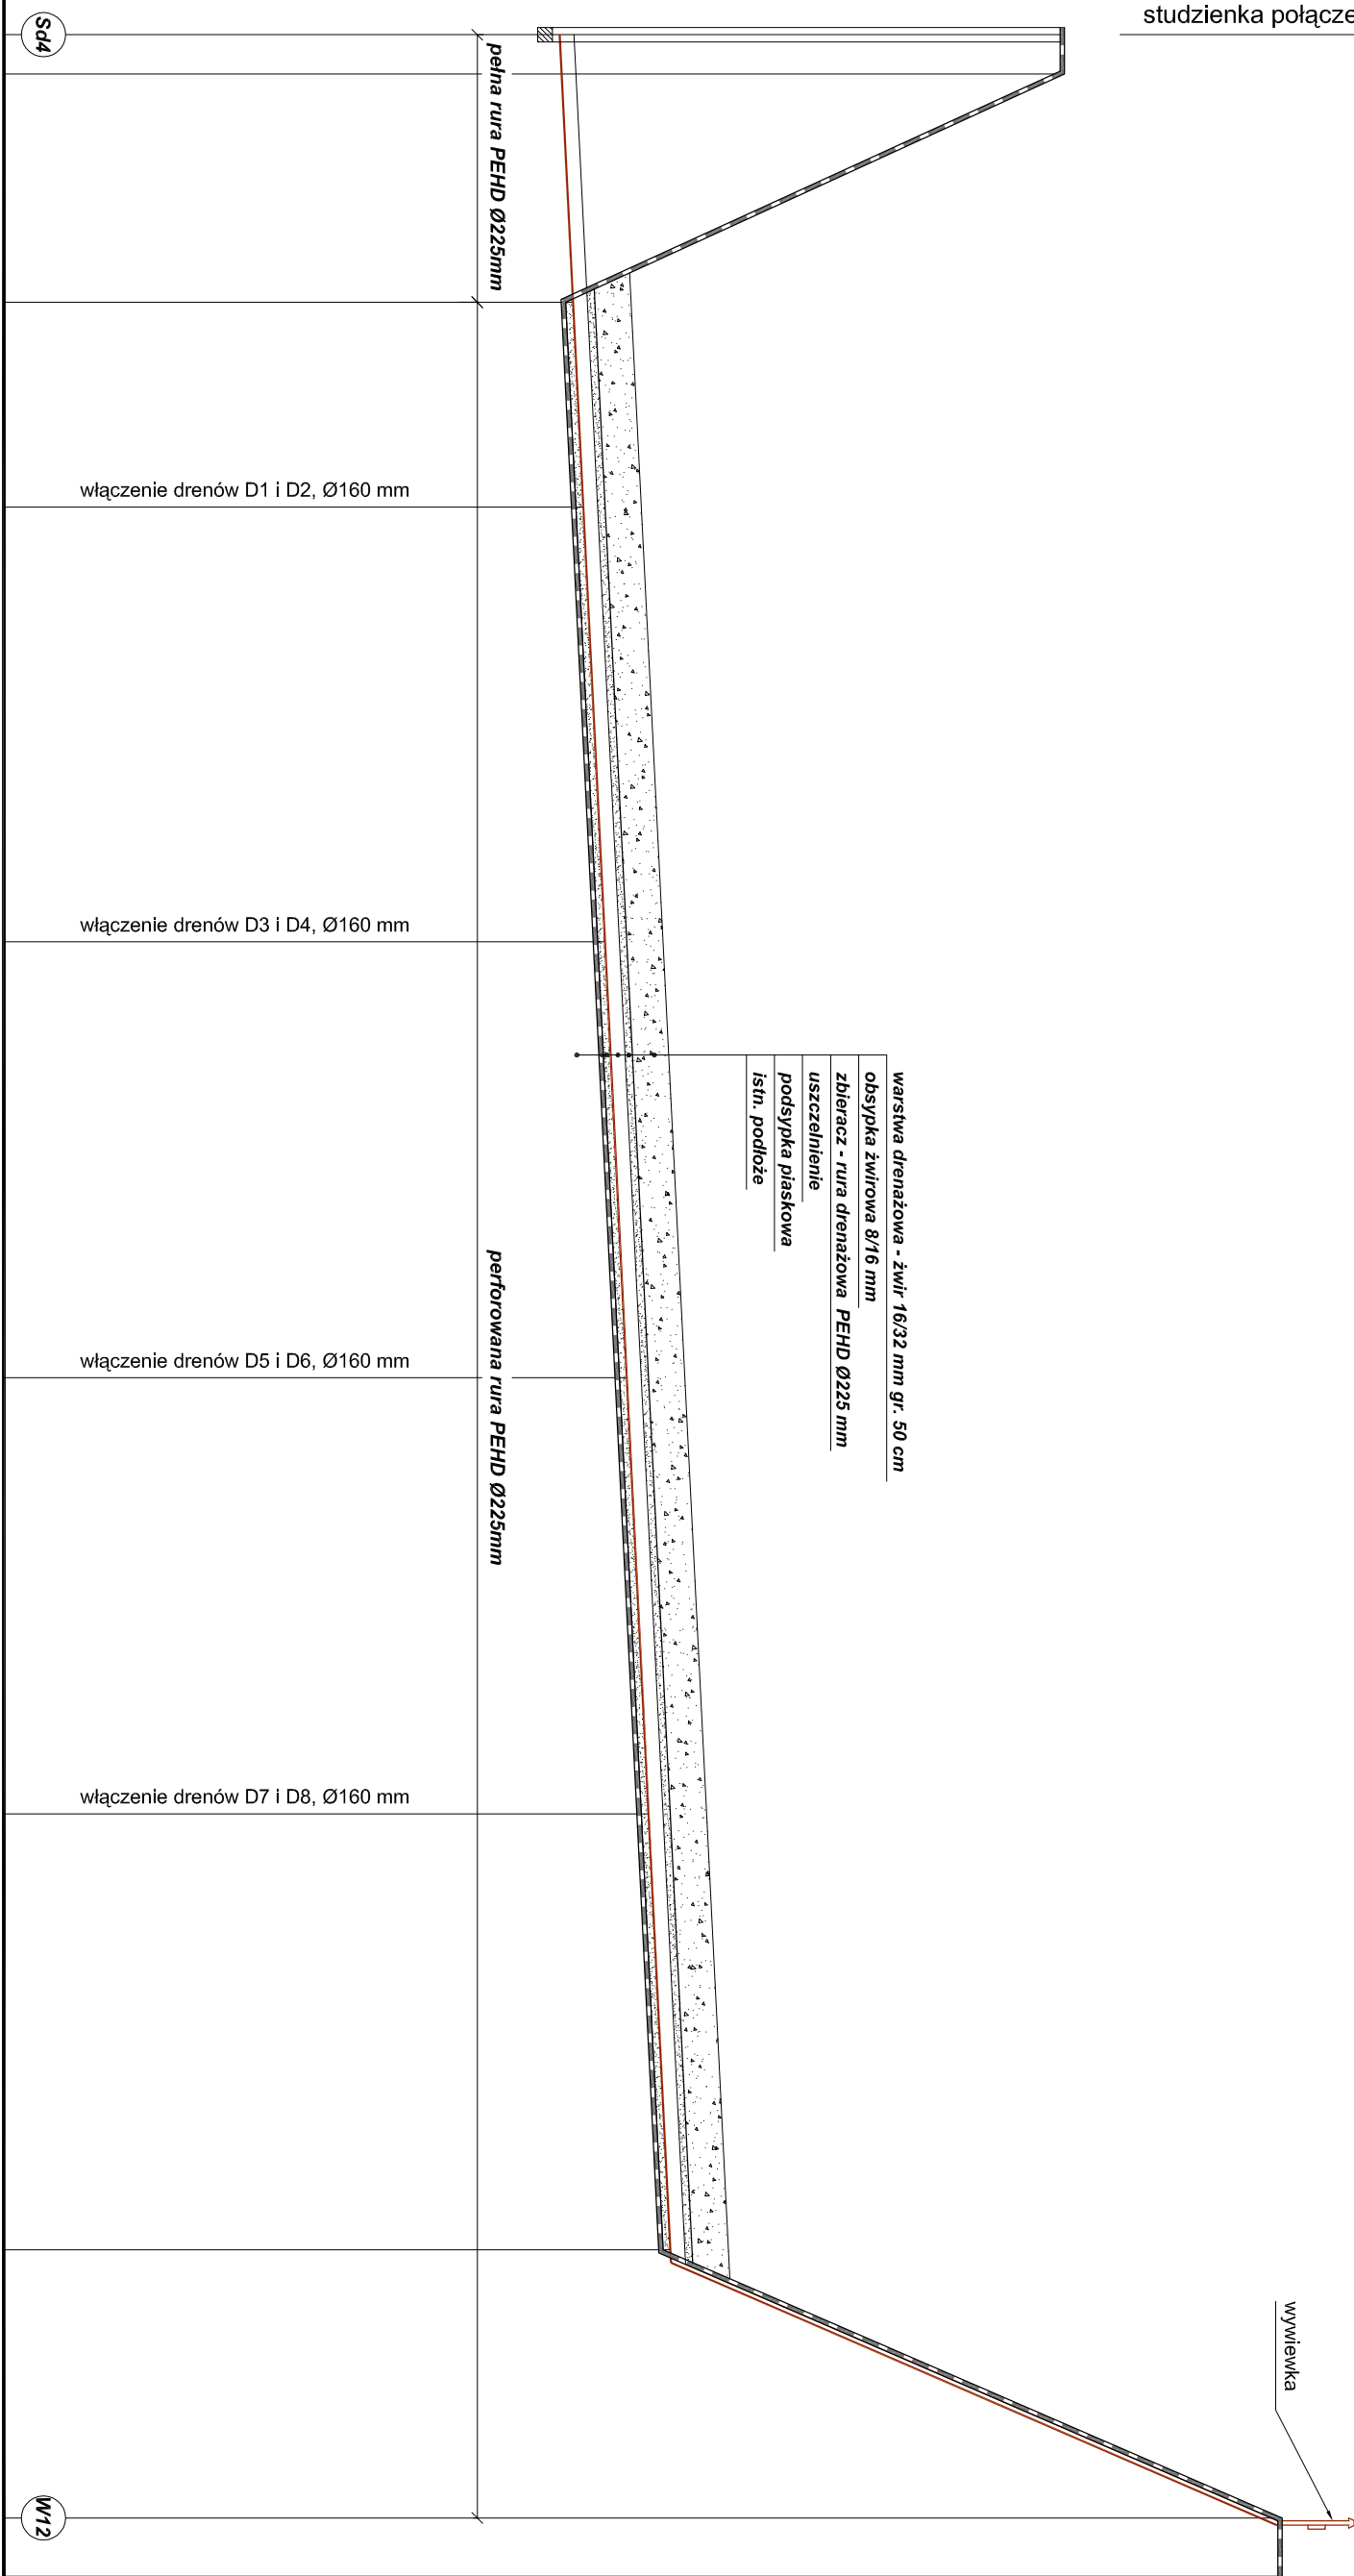 studzienka połącze
Sd4
pełna rura PEHD Ø225mm
włączenie drenów D1 i D2, Ø160 mm
włączenie drenów D3 i D4, Ø160 mm
warstwa drenażowa - żwir 16/32 mm gr. 50 cm
obsypka żwirowa 8/16 mm
zbieracz - rura drenażowa PEHD Ø225 mm
uszczelnienie
podsypka piaskowa
istn. podłoże
perforowana rura PEHD Ø225mm
włączenie drenów D5 i D6, Ø160 mm
włączenie drenów D7 i D8, Ø160 mm
wywiewka
W12